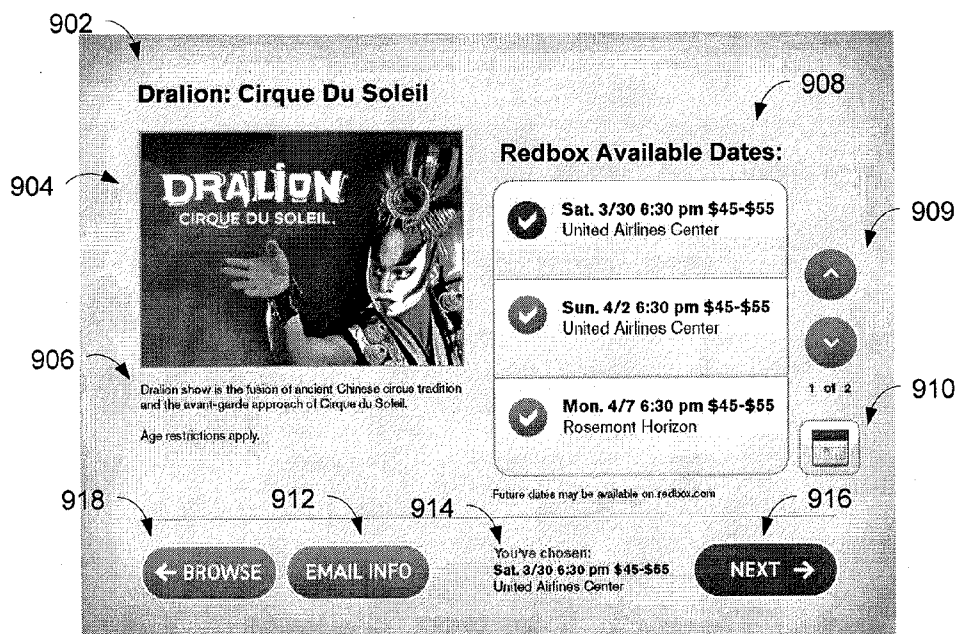 902
Dralion: Cirque Du Soleil
908
904
DRALION
CIRQUE DU SOLEIL.
Redbox Available Dates:
Sat. 3/30 6:30 pm $45-$55
United Airlines Center
909
Sun. 4/2 6:30 pm $45-$55
United Airlines Center
906
1 of 2
910
Dralion show is the fusion of ancient Chinese circus tradition
and the avant-garde approach of Cirque du Soleil.
Age restrictions apply.
Mon. 4/7 6:30 pm $45-$55
Rosemont Horizon
Future dates may be available on redbox.com
918
912
914
916
← BROWSE
EMAIL INFO
You've chosen:
Sat. 3/30 6:30 pm $45-$55
United Airlines Center
NEXT →